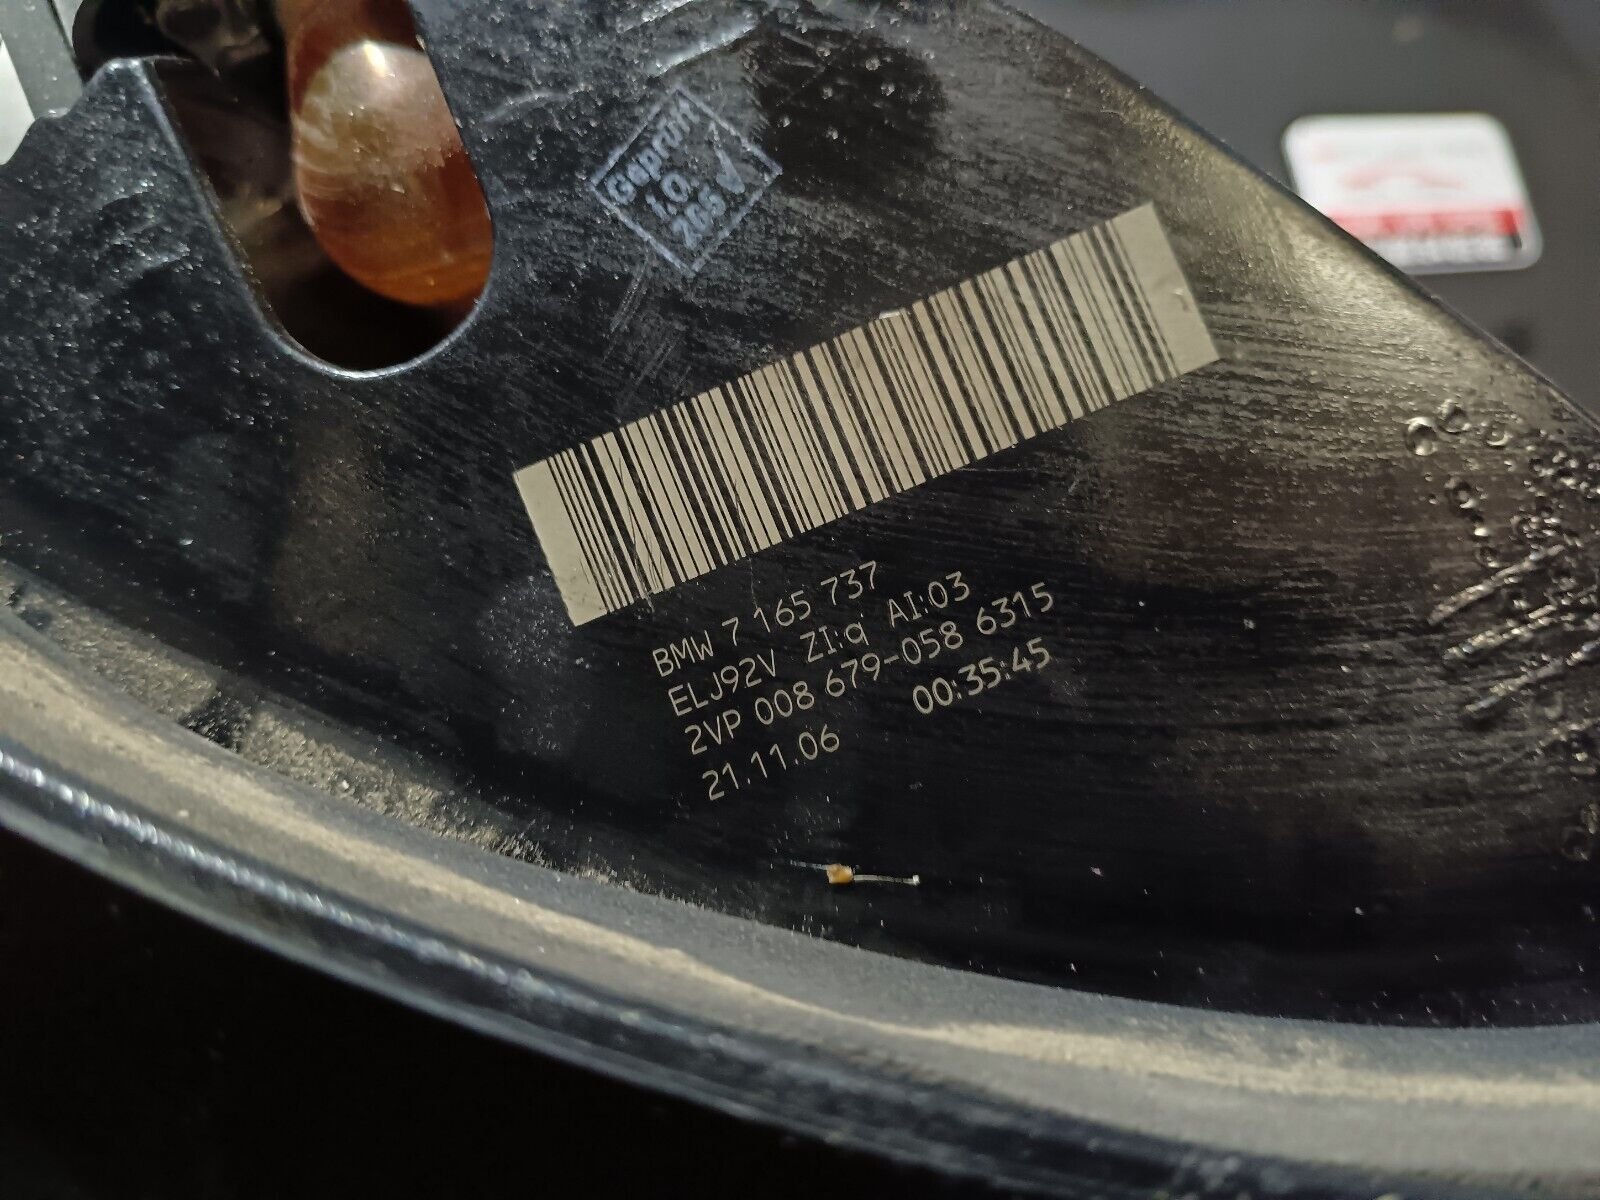 Geprüft
i.O.
BMW 7 165 737
ELJ92V ZI:q AI:03
2VP 008 679-058 6315
21.11.06 00:35:45